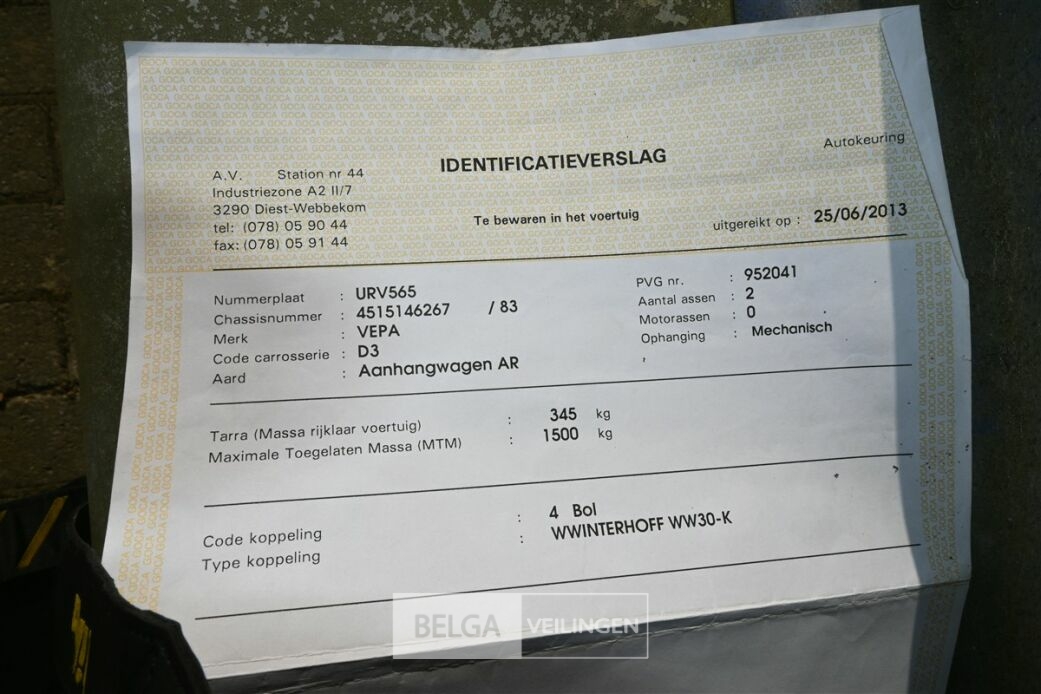 IDENTIFICATIEVERSLAG
Autokeuring
A.V. Station nr 44
Industriezone A2 II/7
3290 Diest-Webbekom
tel: (078) 05 90 44
fax: (078) 05 91 44
Te bewaren in het voertuig
uitgereikt op : 25/06/2013
Nummerplaat : URV565
Chassisnummer : 4515146267 / 83
Merk : VEPA
Code carrosserie : D3
Aard : Aanhangwagen AR
PVG nr. : 952041
Aantal assen : 2
Motorassen : 0
Ophanging : Mechanisch
Tarra (Massa rijklaar voertuig) : 345 kg
Maximale Toegelaten Massa (MTM) : 1500 kg
Code koppeling : 4 Bol
Type koppeling : WWINTERHOFF WW30-K
BELGA VEILINGEN